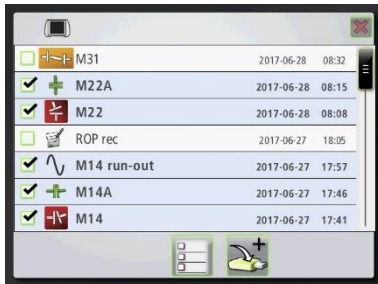 M31 2017-06-28 08:32
M22A 2017-06-28 08:15
M22 2017-06-28 08:08
ROP rec 2017-06-27 18:05
M14 run-out 2017-06-27 17:57
M14A 2017-06-27 17:46
M14 2017-06-27 17:41